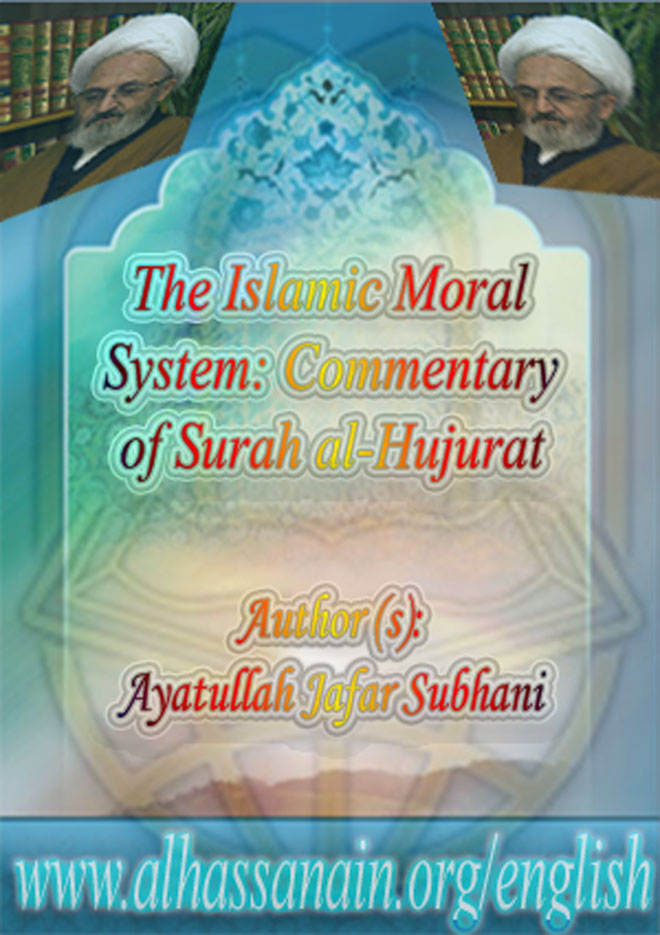 The Islamic Moral
System: Commentary
of Surah al-Hujurat
Author (s):
Ayatullah Jafar Subhani
www.alhassanain.org/english